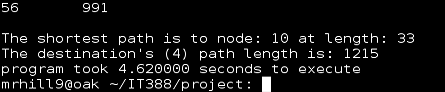 56 991
The shortest path is to node: 10 at length: 33
The destination's (4) path length is: 1215
program took 4.620000 seconds to execute
mrhill9@oak ~/IT388/project: